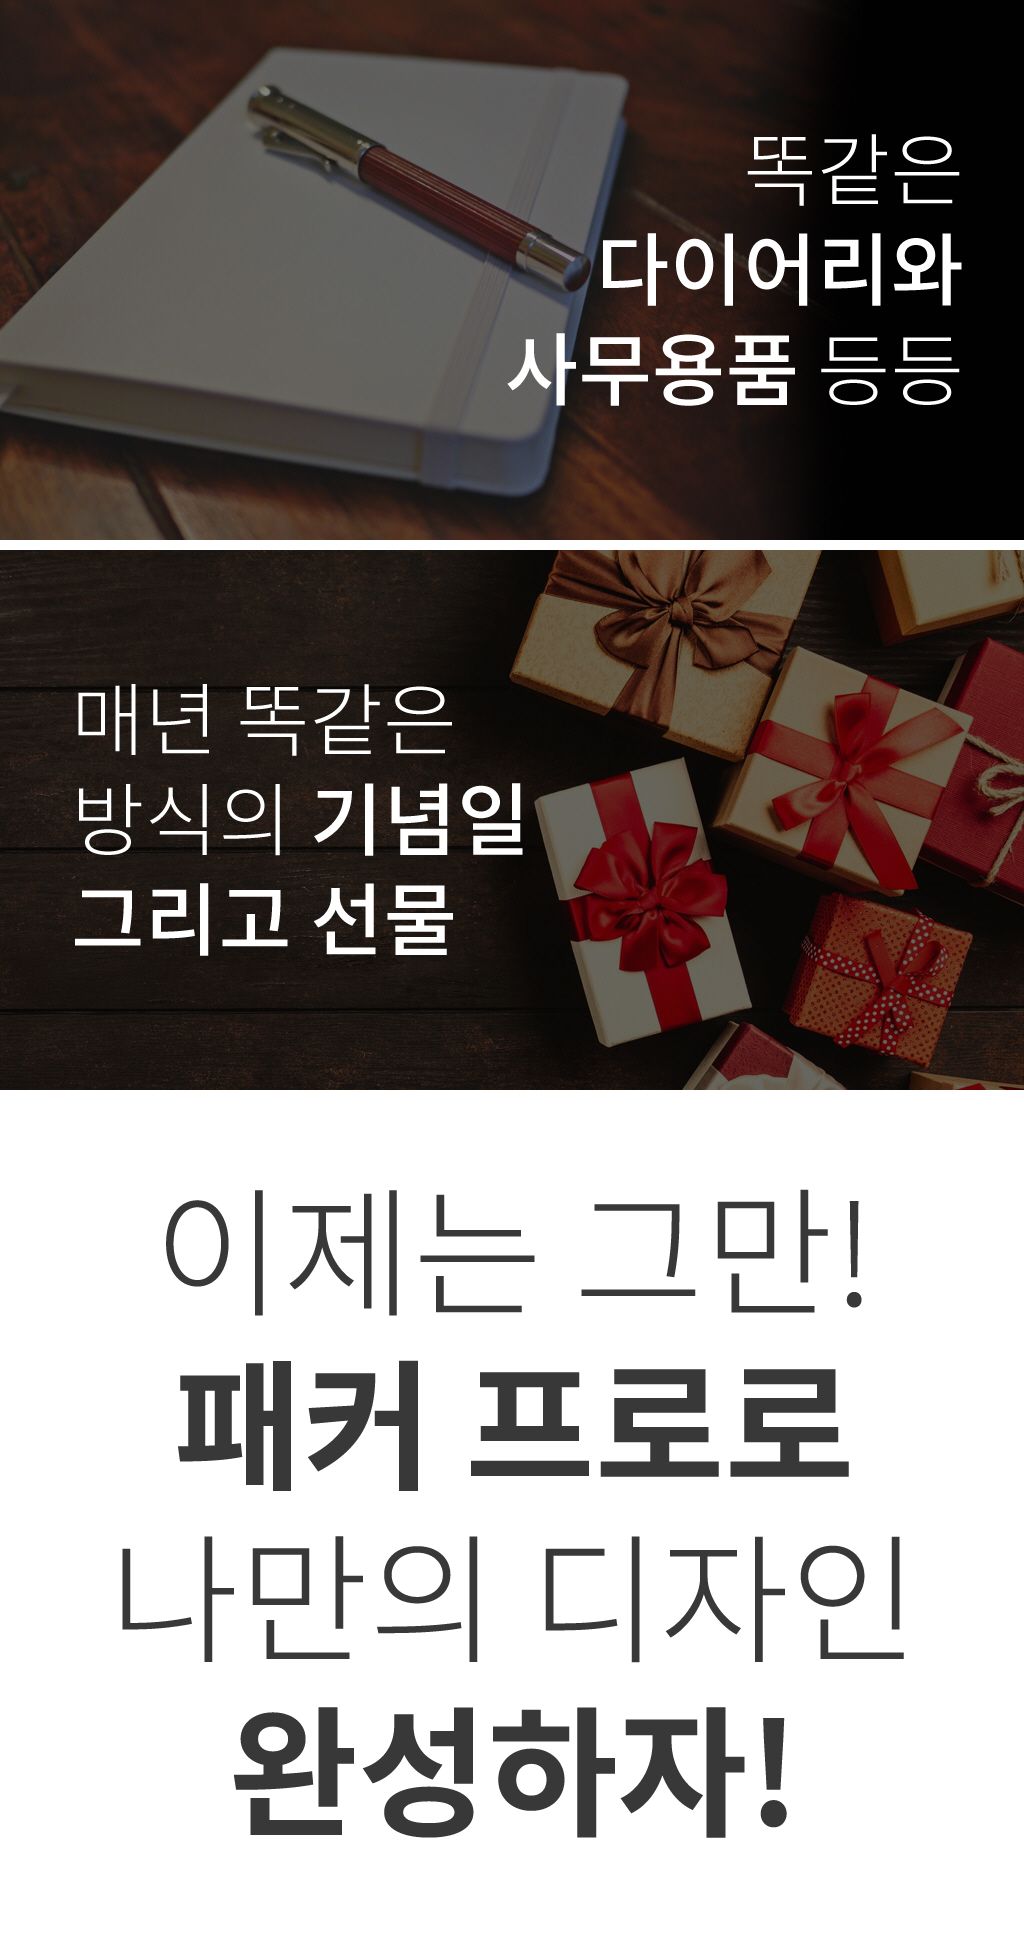 똑같은
다이어리와
사무용품 등등
매년 똑같은
방식의 기념일
그리고 선물
이제는 그만!
패커 프로로
나만의 디자인
완성하자!